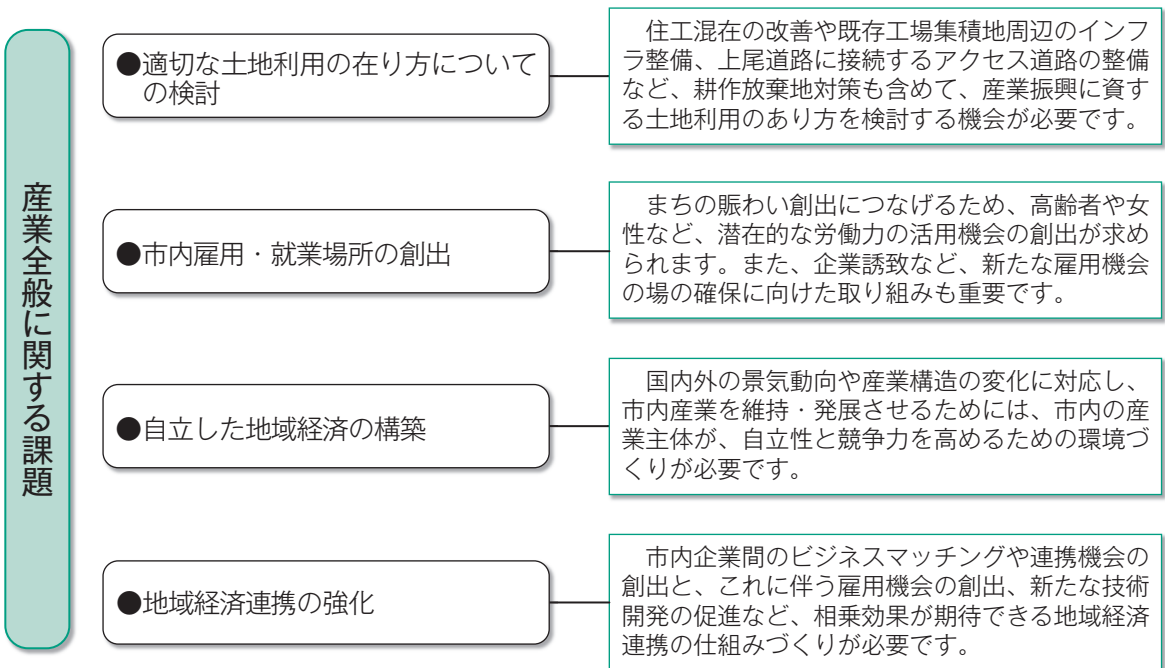 産業全般に関する課題
●適切な土地利用の在り方について
の検討
住工混在の改善や既存工場集積地周辺のインフ
ラ整備、上尾道路に接続するアクセス道路の整備
など、耕作放棄地対策も含めて、産業振興に資す
る土地利用のあり方を検討する機会が必要です。
●市内雇用・就業場所の創出
まちの賑わい創出につなげるため、高齢者や女
性など、潜在的な労働力の活用機会の創出が求め
られます。また、企業誘致など、新たな雇用機会
の場の確保に向けた取り組みも重要です。
●自立した地域経済の構築
国内外の景気動向や産業構造の変化に対応し、
市内産業を維持・発展させるためには、市内の産
業主体が、自立性と競争力を高めるための環境づ
くりが必要です。
●地域経済連携の強化
市内企業間のビジネスマッチングや連携機会の
創出と、これに伴う雇用機会の創出、新たな技術
開発の促進など、相乗効果が期待できる地域経済
連携の仕組みづくりが必要です。